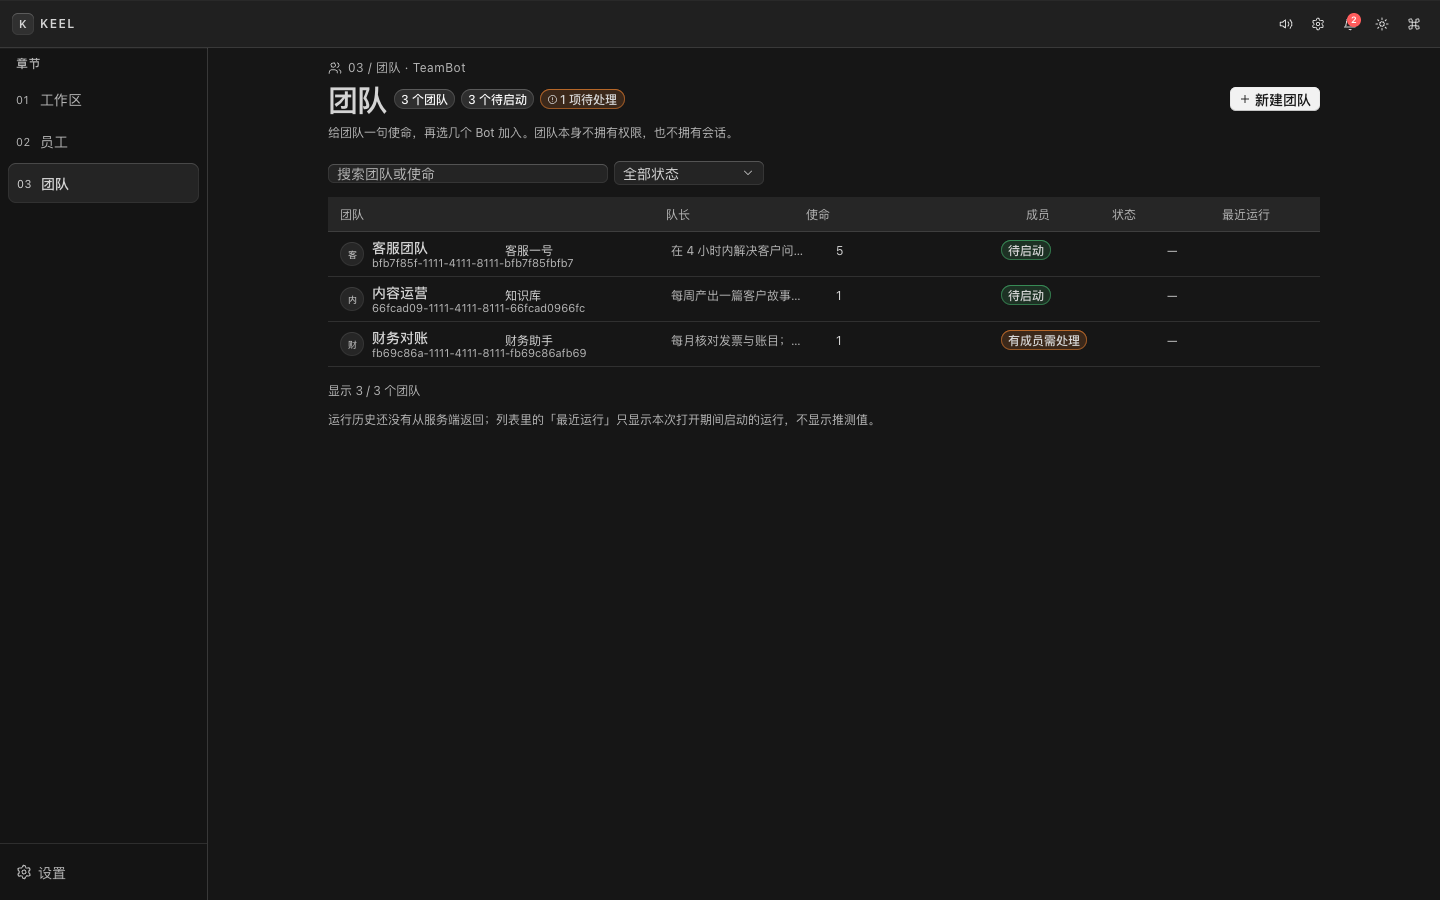 K KEEL
2
章节
01 工作区
02 员工
03 团队
设置
03 / 团队 · TeamBot
团队 3 个团队 3 个待启动 1 项待处理
+ 新建团队
给团队一句使命，再选几个 Bot 加入。团队本身不拥有权限，也不拥有会话。
搜索团队或使命 全部状态
团队 队长 使命 成员 状态 最近运行
客 客服团队 客服一号 在 4 小时内解决客户问... 5 待启动 —
bfb7f85f-1111-4111-8111-bfb7f85fbfb7
内 内容运营 知识库 每周产出一篇客户故事... 1 待启动 —
66fcad09-1111-4111-8111-66fcad0966fc
财 财务对账 财务助手 每月核对发票与账目；... 1 有成员需处理 —
fb69c86a-1111-4111-8111-fb69c86afb69
显示 3 / 3 个团队
运行历史还没有从服务端返回；列表里的「最近运行」只显示本次打开期间启动的运行，不显示推测值。